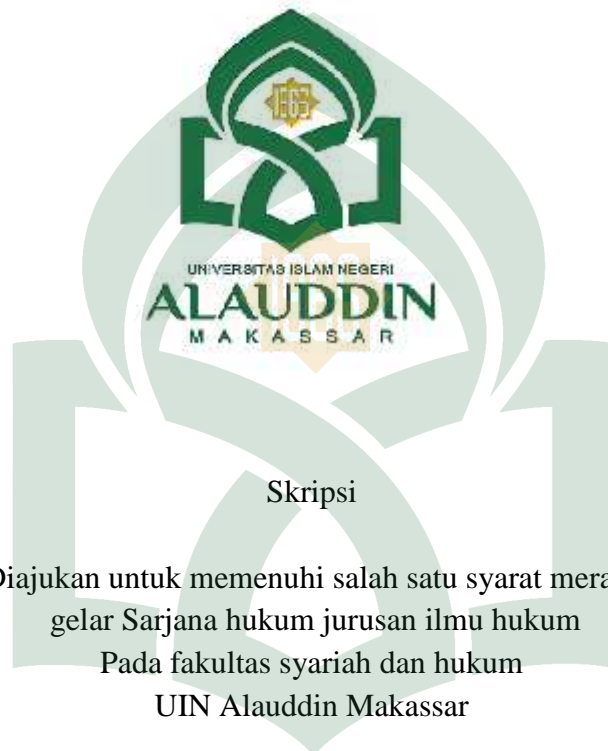 1963
UNIVERSITAS ISLAM NEGERI
ALAUDDIN
MAKASSAR
Skripsi
Diajukan untuk memenuhi salah satu syarat mera
gelar Sarjana hukum jurusan ilmu hukum
Pada fakultas syariah dan hukum
UIN Alauddin Makassar